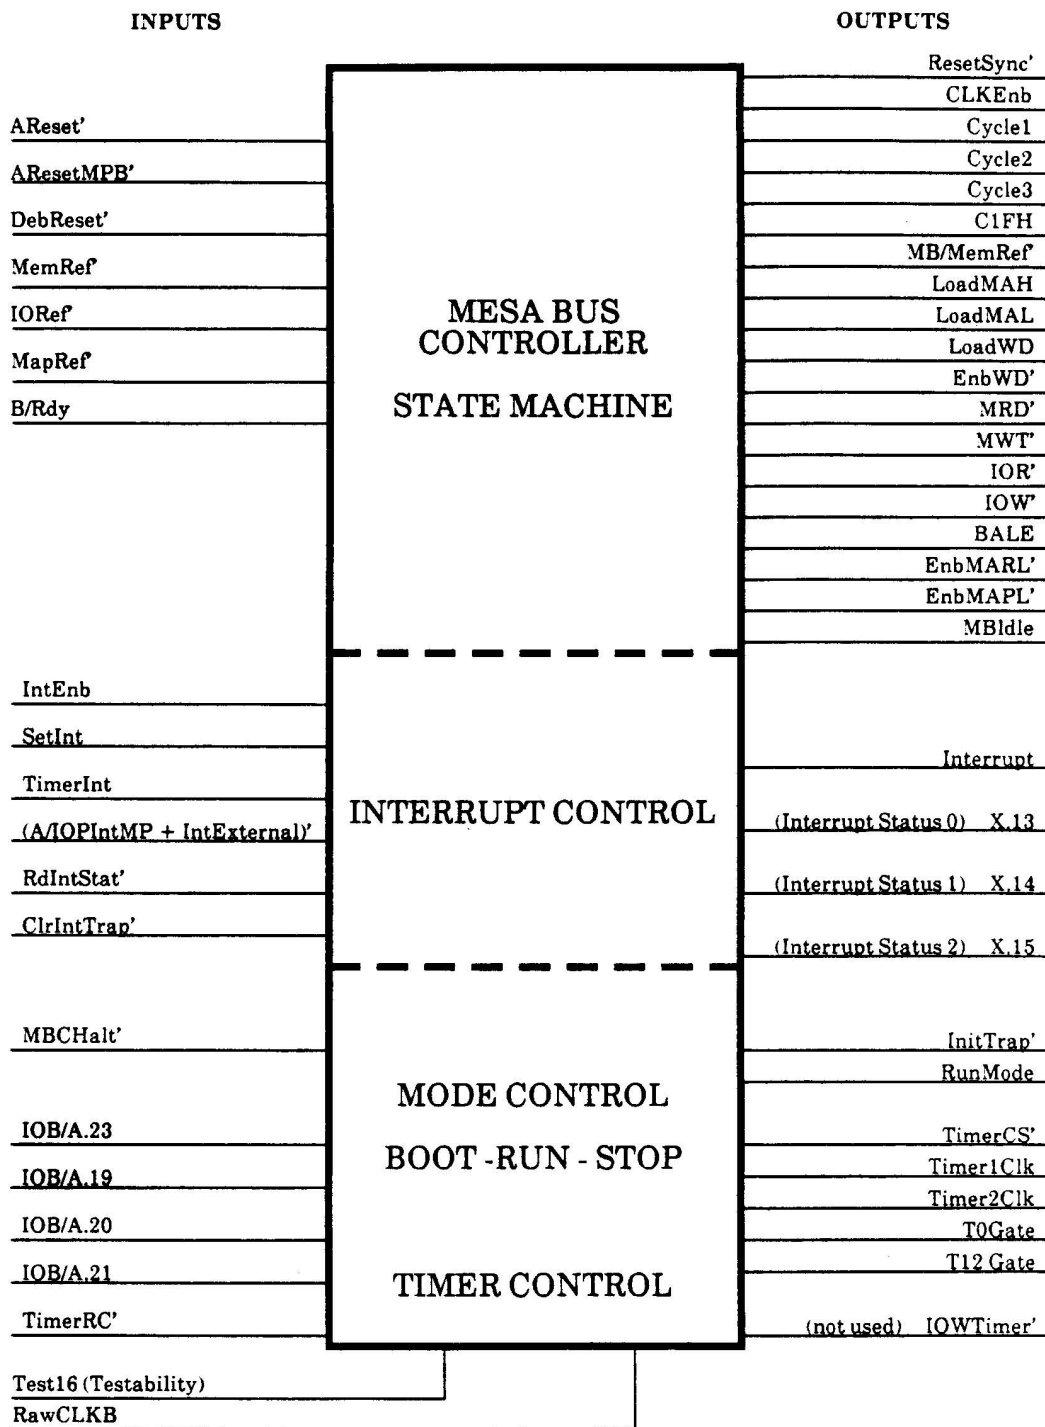 INPUTS
OUTPUTS
AReset'
AResetMPB'
DebReset'
MemRef'
IORef'
MapRef'
B/Rdy
MESA BUS
CONTROLLER
STATE MACHINE
ResetSync'
CLKEnb
Cycle1
Cycle2
Cycle3
C1FH
MB/MemRef'
LoadMAH
LoadMAL
LoadWD
EnbWD'
MRD'
MWT'
IOR'
IOW'
BALE
EnbMARL'
EnbMAPL'
MBIdle
IntEnb
SetInt
TimerInt
(A/IOPIntMP + IntExternal)'
RdIntStat'
ClrIntTrap'
INTERRUPT CONTROL
Interrupt
(Interrupt Status 0) X.13
(Interrupt Status 1) X.14
(Interrupt Status 2) X.15
MBCHalt'
IOB/A.23
IOB/A.19
IOB/A.20
IOB/A.21
TimerRC'
MODE CONTROL
BOOT -RUN - STOP
TIMER CONTROL
InitTrap'
RunMode
TimerCS'
Timer1Clk
Timer2Clk
T0Gate
T12 Gate
(not used) IOWTimer'
Test16 (Testability)
RawCLKB